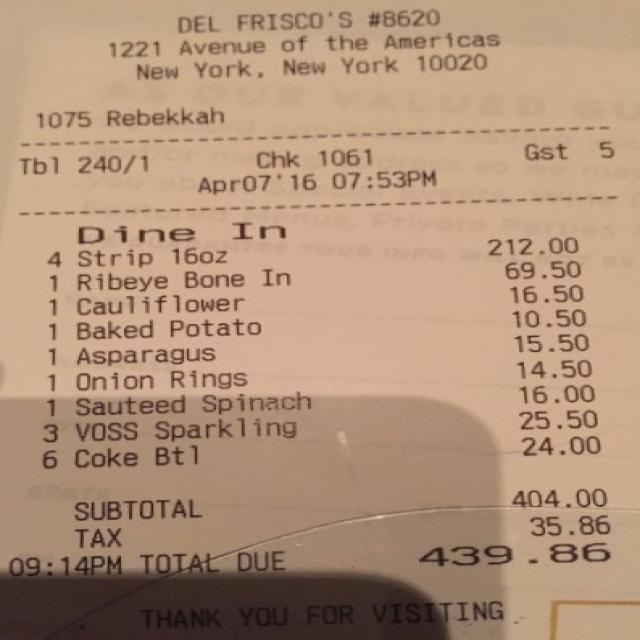 DEL FRISCO'S #8620
1221 Avenue of the Americas
New York, New York 10020
1075 Rebekkah
Tbl 240/1 Chk 1061 Gst 5
Apr07'16 07:53PM
Dine In
4 Strip 16oz 212.00
1 Ribeye Bone In 69.50
1 Cauliflower 16.50
1 Baked Potato 10.50
1 Asparagus 15.50
1 Onion Rings 14.50
1 Sauteed Spinach 16.00
3 VOSS Sparkling 25.50
6 Coke Btl 24.00
SUBTOTAL 404.00
TAX 35.86
09:14PM TOTAL DUE 439.86
THANK YOU FOR VISITING